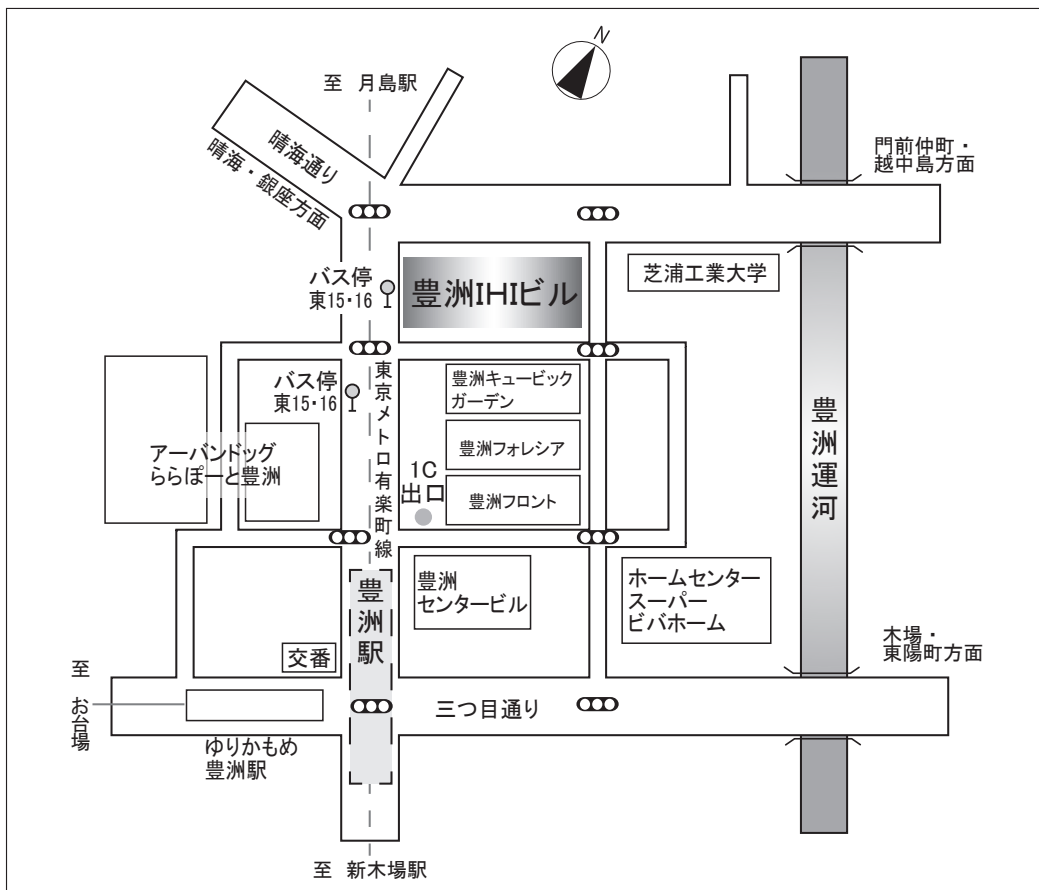 N
至 月島駅
晴海通り
晴海・銀座方面
門前仲町・
越中島方面
バス停
東15・16
豊洲IHIビル
芝浦工業大学
バス停
東15・16
東京メトロ有楽町線
豊洲キュービック
ガーデン
アーバンドッグ
ららぽーと豊洲
豊洲フォレシア
1C
出口
豊洲フロント
豊洲運河
豊洲駅
豊洲
センタービル
ホームセンター
スーパー
ビバホーム
交番
木場・
東陽町方面
至 お台場
三つ目通り
ゆりかもめ
豊洲駅
至 新木場駅